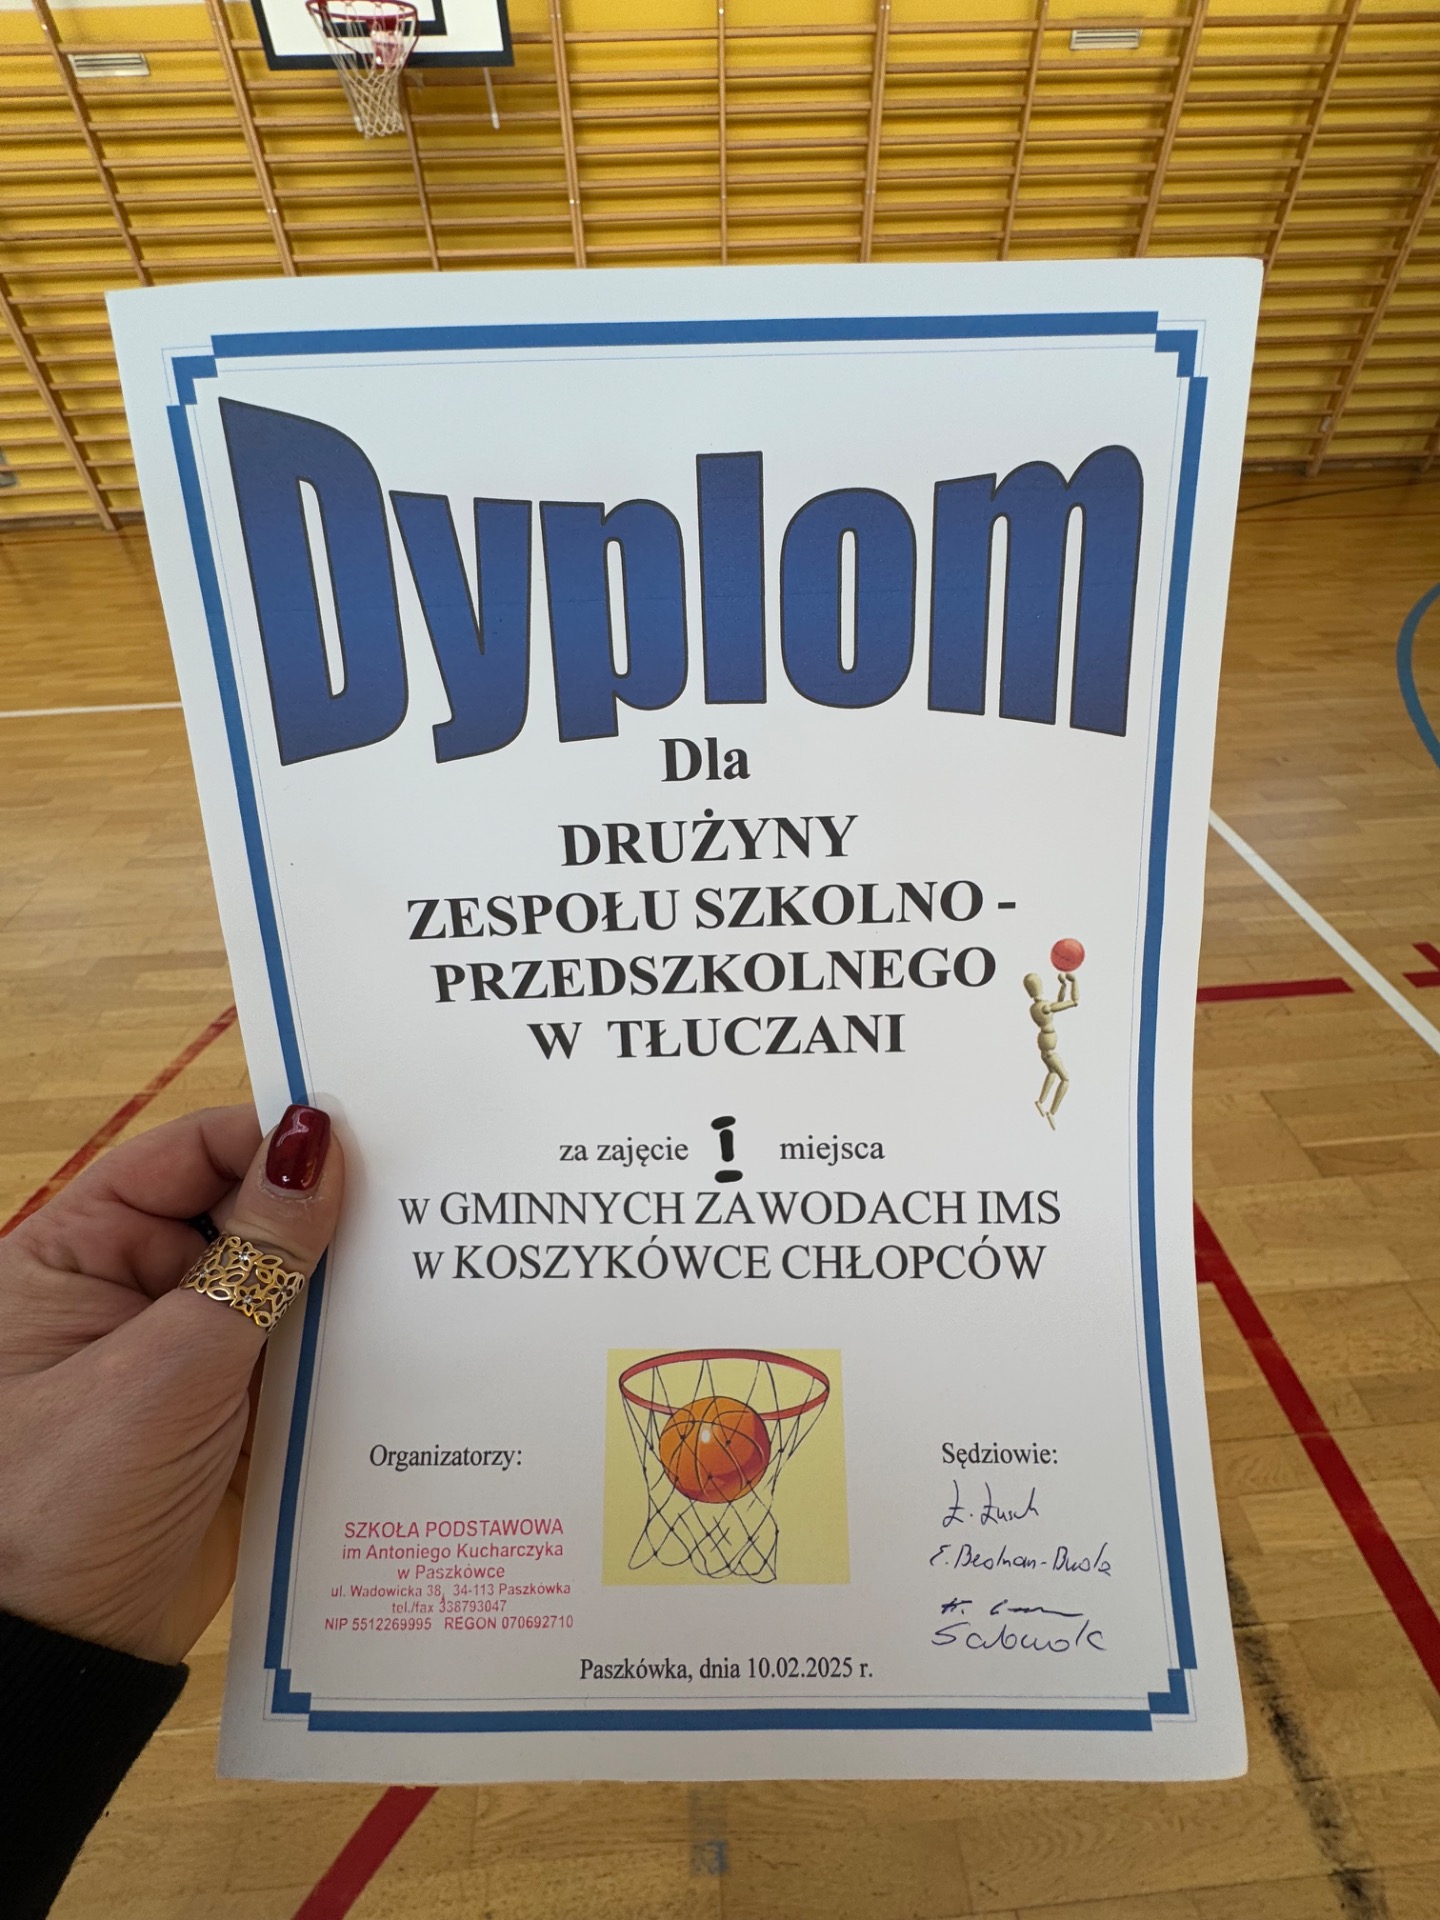 Dyplom
Dla
DRUŻYNY
ZESPOŁU SZKOLNO -
PRZEDSZKOLNEGO
W TŁUCZANI
za zajęcie I miejsca
w GMINNYCH ZAWODACH IMS
w KOSZYKÓWCE CHŁOPCÓW
Organizatorzy:
SZKOŁA PODSTAWOWA
im Antoniego Kucharczyka
w Paszkówce
ul. Wadowicka 38, 34-113 Paszkówka
tel./fax 338793047
NIP 5512269995 REGON 070692710
Sędziowie:
Paszkówka, dnia 10.02.2025 r.